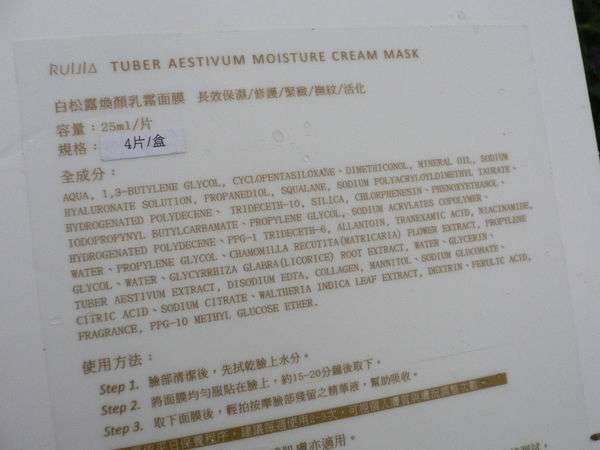 RUIJIA TUBER AESTIVUM MOISTURE CREAM MASK
白松露煥顏乳霜面膜 長效保濕/修護/緊緻/撫紋/活化
容量：25ml/片
規格：4片/盒
全成分：
AQUA, 1,3-BUTYLENE GLYCOL, CYCLOPENTASILOXANE、DIMETHICONOL, MINERAL OIL, SODIUM
HYALURONATE SOLUTION, PROPANEDIOL, SQUALANE, SODIUM POLYACRYLOYLDIMETHYL TAURATE、
HYDROGENATED POLYDECENE、 TRIDECETH-10, SILICA, CHLORPHENESIN、PHENOXYETHANOL、
IODOPROPYNYL BUTYLCARBAMATE、PROPYLENE GLYCOL、SODIUM ACRYLATES COPOLYMER、
HYDROGENATED POLYDECENE、PPG-1 TRIDECETH-6, ALLANTOIN, TRANEXAMIC ACID, NIACINAMIDE,
WATER、PROPYLENE GLYCOL、CHAMOMILLA RECUTITA(MATRICARIA) FLOWER EXTRACT, PROPYLENE
GLYCOL、WATER、GLYCYRRHIZA GLABRA(LICORICE) ROOT EXTRACT, WATER、GLYCERIN、
TUBER AESTIVUM EXTRACT, DISODIUM EDTA, COLLAGEN, MANNITOL、SODIUM GLUCONATE、
CITRIC ACID、SODIUM CITRATE、WALTHERIA INDICA LEAF EXTRACT, DEXTRIN、FERULIC ACID,
FRAGRANCE, PPG-10 METHYL GLUCOSE ETHER.
使用方法：
Step 1. 臉部清潔後，先拭乾臉上水分。
Step 2. 將面膜均勻服貼在臉上，約15-20分鐘後取下。
Step 3. 取下面膜後，輕拍按摩臉部殘留之精華液，幫助吸收。
膚亦適用。